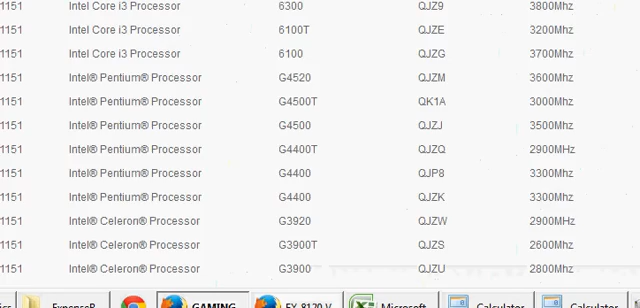 1151 Intel Core i3 Processor 6300 QJZ9 3800Mhz
1151 Intel Core i3 Processor 6100T QJZE 3200Mhz
1151 Intel Core i3 Processor 6100 QJZG 3700Mhz
1151 Intel® Pentium® Processor G4520 QJZM 3600Mhz
1151 Intel® Pentium® Processor G4500T QK1A 3000Mhz
1151 Intel® Pentium® Processor G4500 QJZJ 3500Mhz
1151 Intel® Pentium® Processor G4400T QJZQ 2900MHz
1151 Intel® Pentium® Processor G4400 QJP8 3300Mhz
1151 Intel® Pentium® Processor G4400 QJZK 3300Mhz
1151 Intel® Celeron® Processor G3920 QJZW 2900MHz
1151 Intel® Celeron® Processor G3900T QJZS 2600Mhz
1151 Intel® Celeron® Processor G3900 QJZU 2800Mhz
ExpenseR GAMING FX-8120 V Microsoft Calculator Calculator